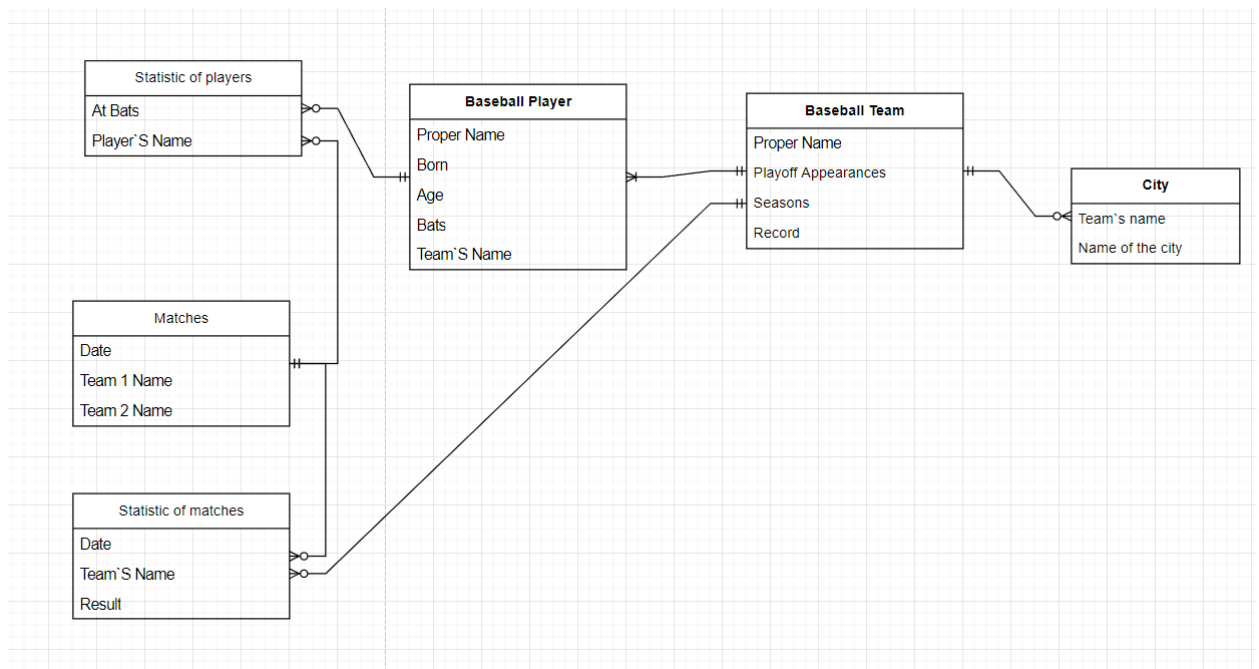 Statistic of players
At Bats
Player`S Name
Baseball Player
Proper Name
Born
Age
Bats
Team`S Name
Baseball Team
Proper Name
Playoff Appearances
Seasons
Record
City
Team`s name
Name of the city
Matches
Date
Team 1 Name
Team 2 Name
Statistic of matches
Date
Team`S Name
Result